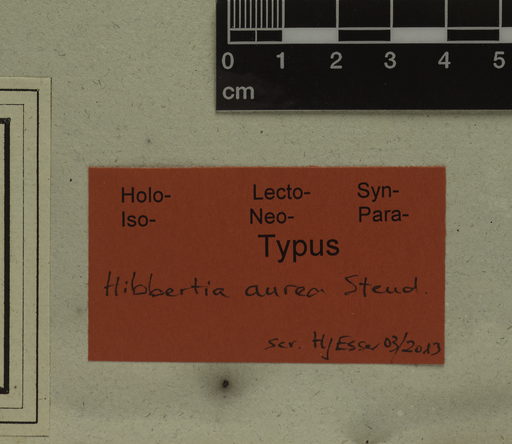 0 1 2 3 4 5
cm
Holo- Lecto- Syn-
Iso- Neo- Para-
Typus
Hibbertia aurea Steud.
scr. HJEsser 03/2013